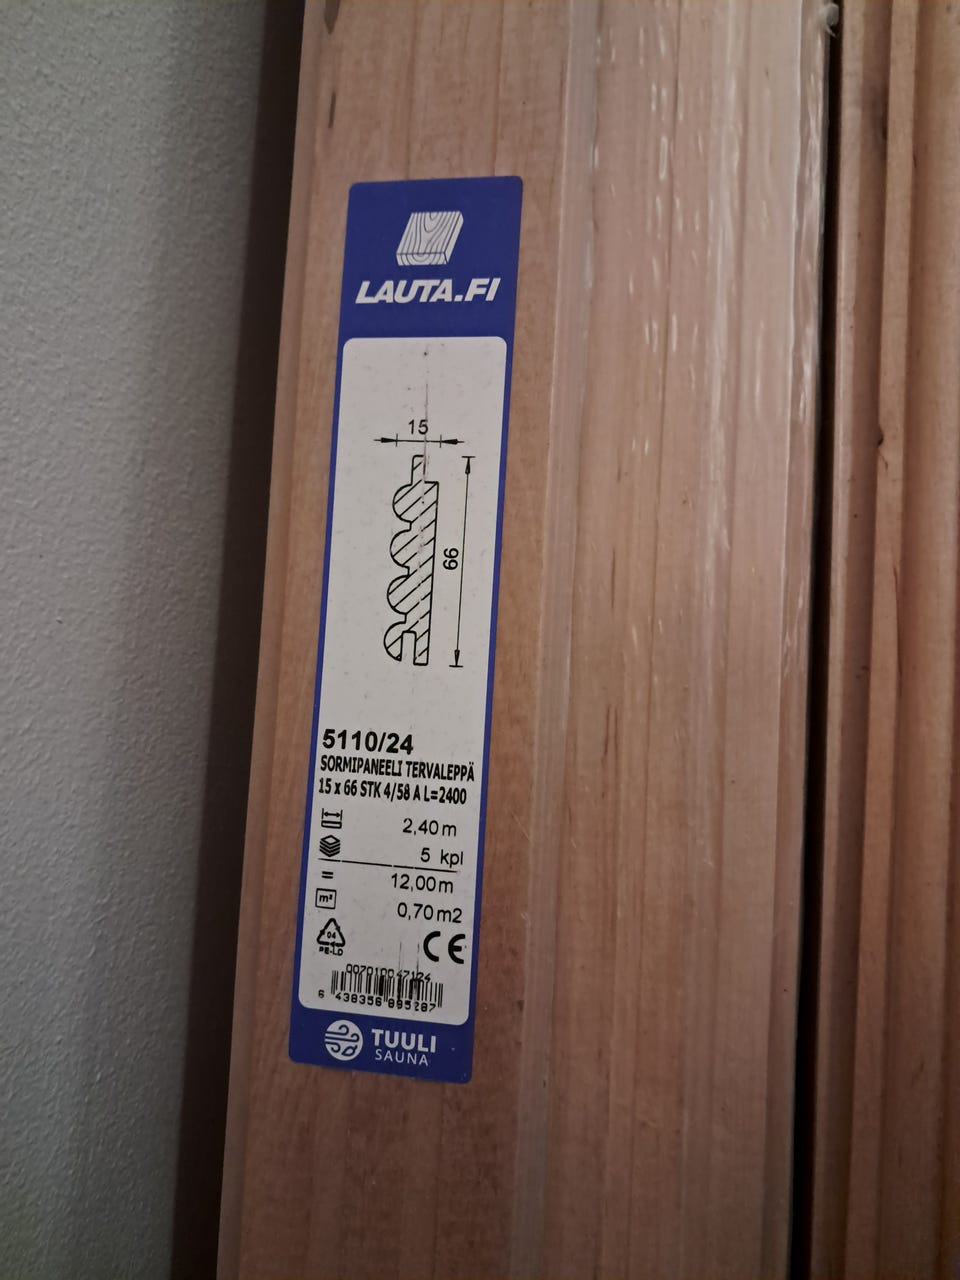 LAUTA.FI
15
66
5110/24
SORMIPANEELI TERVALEPPÄ
15 x 66 STK 4/58 A L=2400
2,40 m
5 kpl
= 12,00 m
m² 0,70 m2
04
PE-LD
CE
6 438356 895287
TUULI
SAUNA